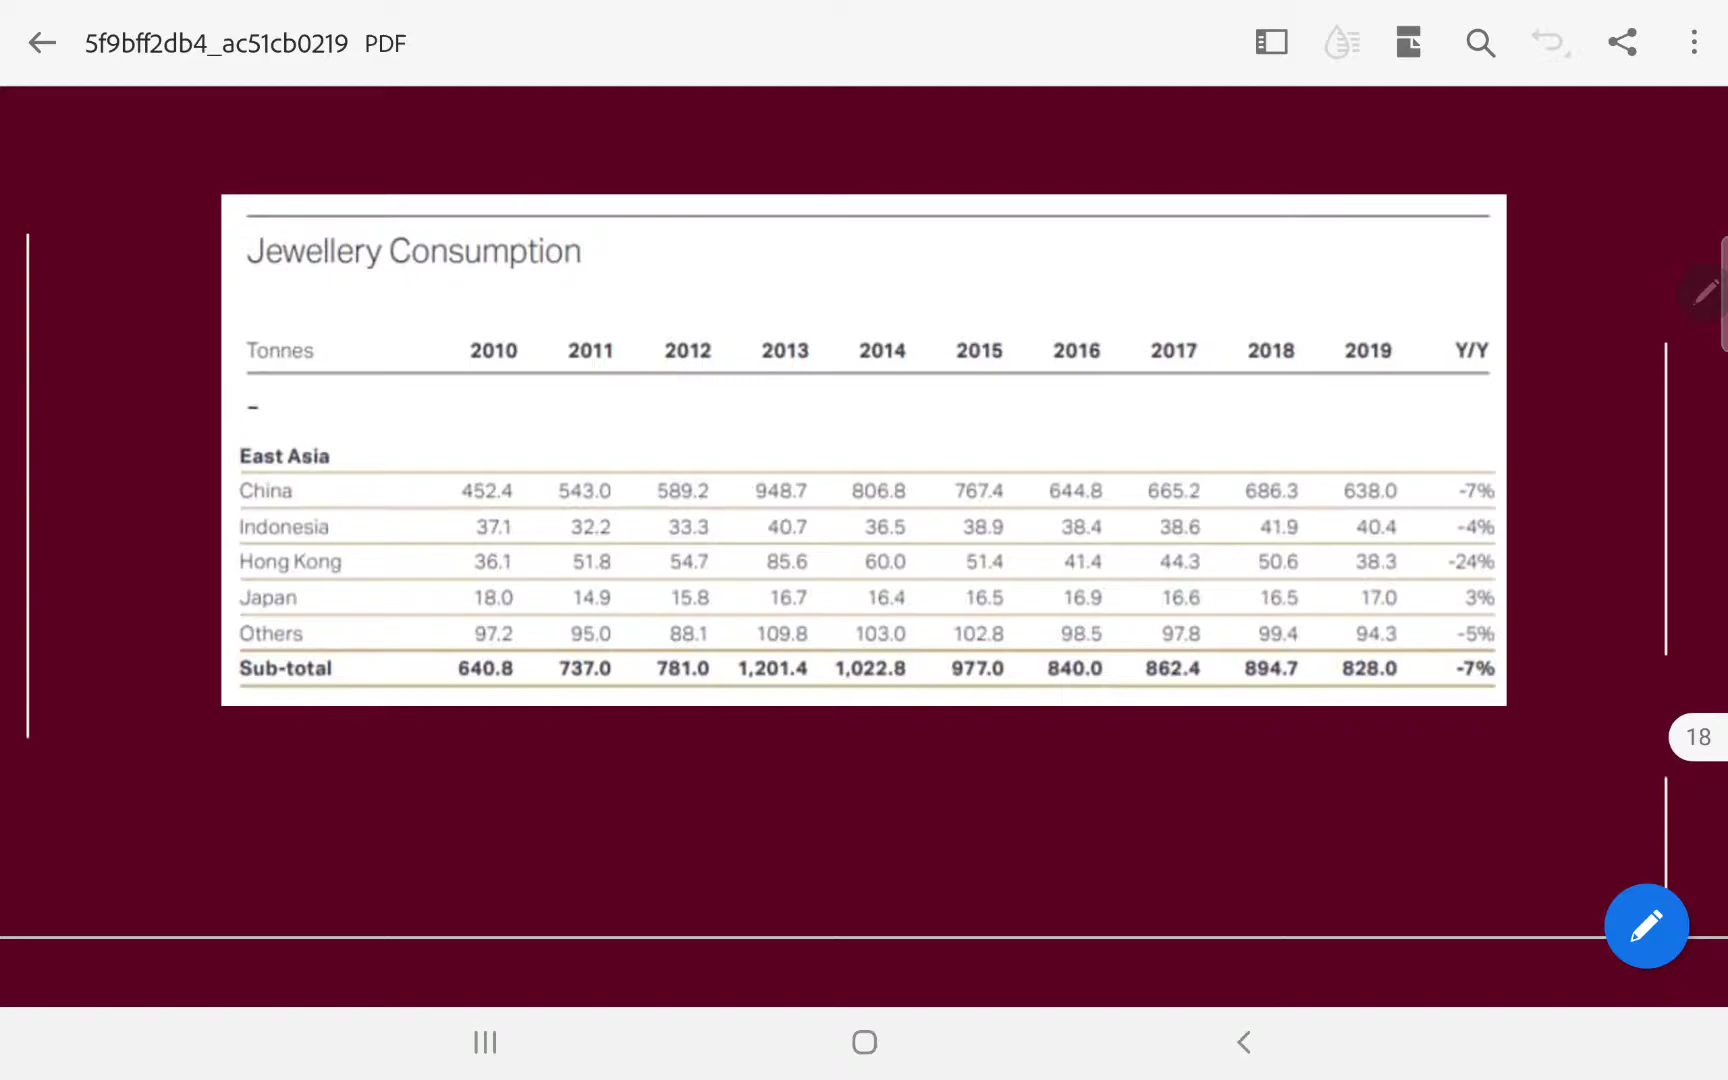 5f9bff2db4_ac51cb0219 PDF
Jewellery Consumption
Tonnes 2010 2011 2012 2013 2014 2015 2016 2017 2018 2019 Y/Y
–
East Asia
China 452.4 543.0 589.2 948.7 806.8 767.4 644.8 665.2 686.3 638.0 -7%
Indonesia 37.1 32.2 33.3 40.7 36.5 38.9 38.4 38.6 41.9 40.4 -4%
Hong Kong 36.1 51.8 54.7 85.6 60.0 51.4 41.4 44.3 50.6 38.3 -24%
Japan 18.0 14.9 15.8 16.7 16.4 16.5 16.9 16.6 16.5 17.0 3%
Others 97.2 95.0 88.1 109.8 103.0 102.8 98.5 97.8 99.4 94.3 -5%
Sub-total 640.8 737.0 781.0 1,201.4 1,022.8 977.0 840.0 862.4 894.7 828.0 -7%
18